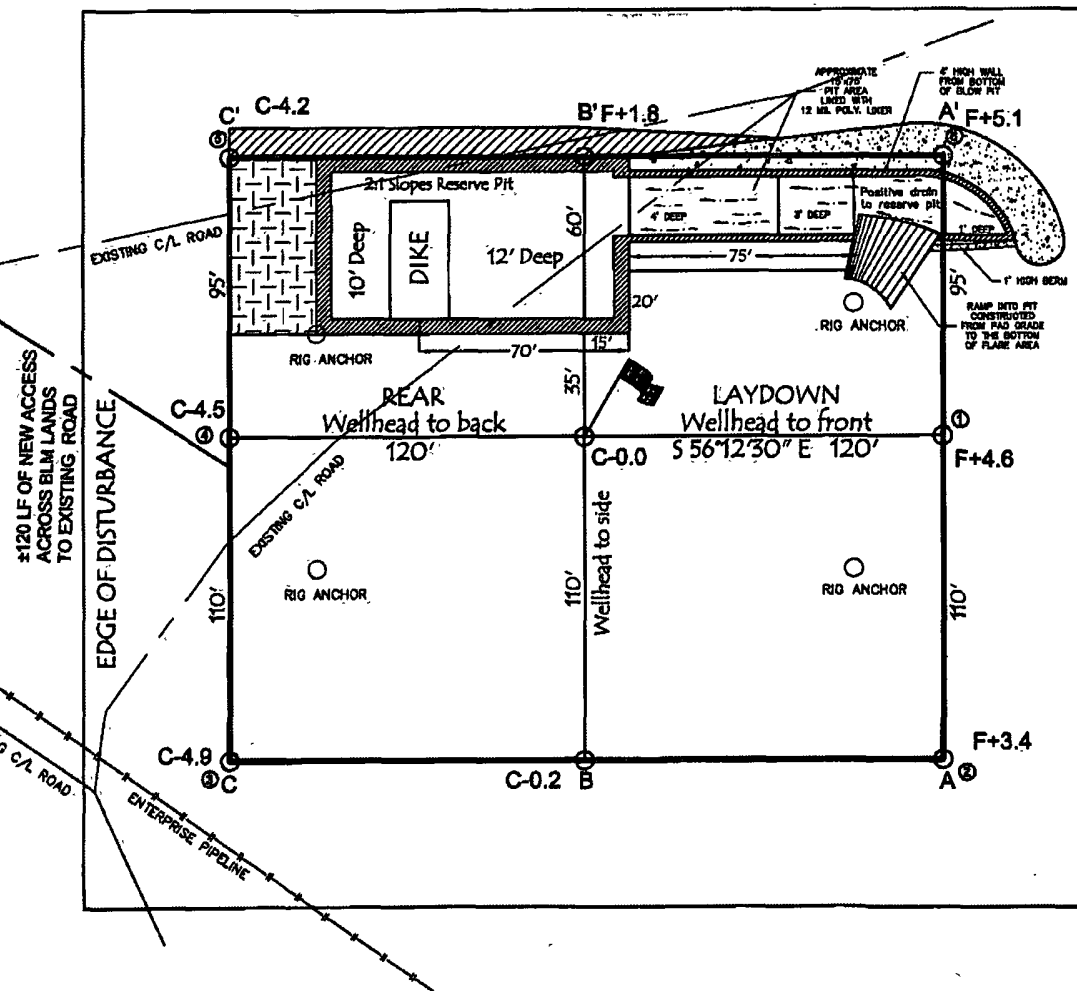 APPROXIMATE
15'x75'
PIT AREA
LINED WITH
12 MIL POLY. LINER
4' HIGH WALL
FROM BOTTOM
OF BLOW PIT
C'
C-4.2
B' F+1.8
A'
F+5.1
2:1 Slopes Reserve Pit
4' DEEP
3' DEEP
Positive drain
to reserve pit
1' DEEP
1' HIGH BERM
RAMP INTO PIT
CONSTRUCTED
FROM PAD GRADE
TO THE BOTTOM
OF FLARE AREA
EXISTING C/L ROAD
95'
10' Deep
DIKE
12' Deep
60'
75'
95'
20'
RIG ANCHOR
RIG ANCHOR
70'
15'
35'
±120 LF OF NEW ACCESS
ACROSS BLM LANDS
TO EXISTING ROAD
EDGE OF DISTURBANCE
C-4.5
④
REAR
Wellhead to back
120'
LAYDOWN
Wellhead to front
S 56°12'30" E 120'
①
C-0.0
F+4.6
EXISTING C/L ROAD
Wellhead to side
110'
110'
110'
RIG ANCHOR
RIG ANCHOR
C-4.9
③
C
C-0.2
B
F+3.4
A
②
G C/L ROAD
ENTERPRISE PIPELINE